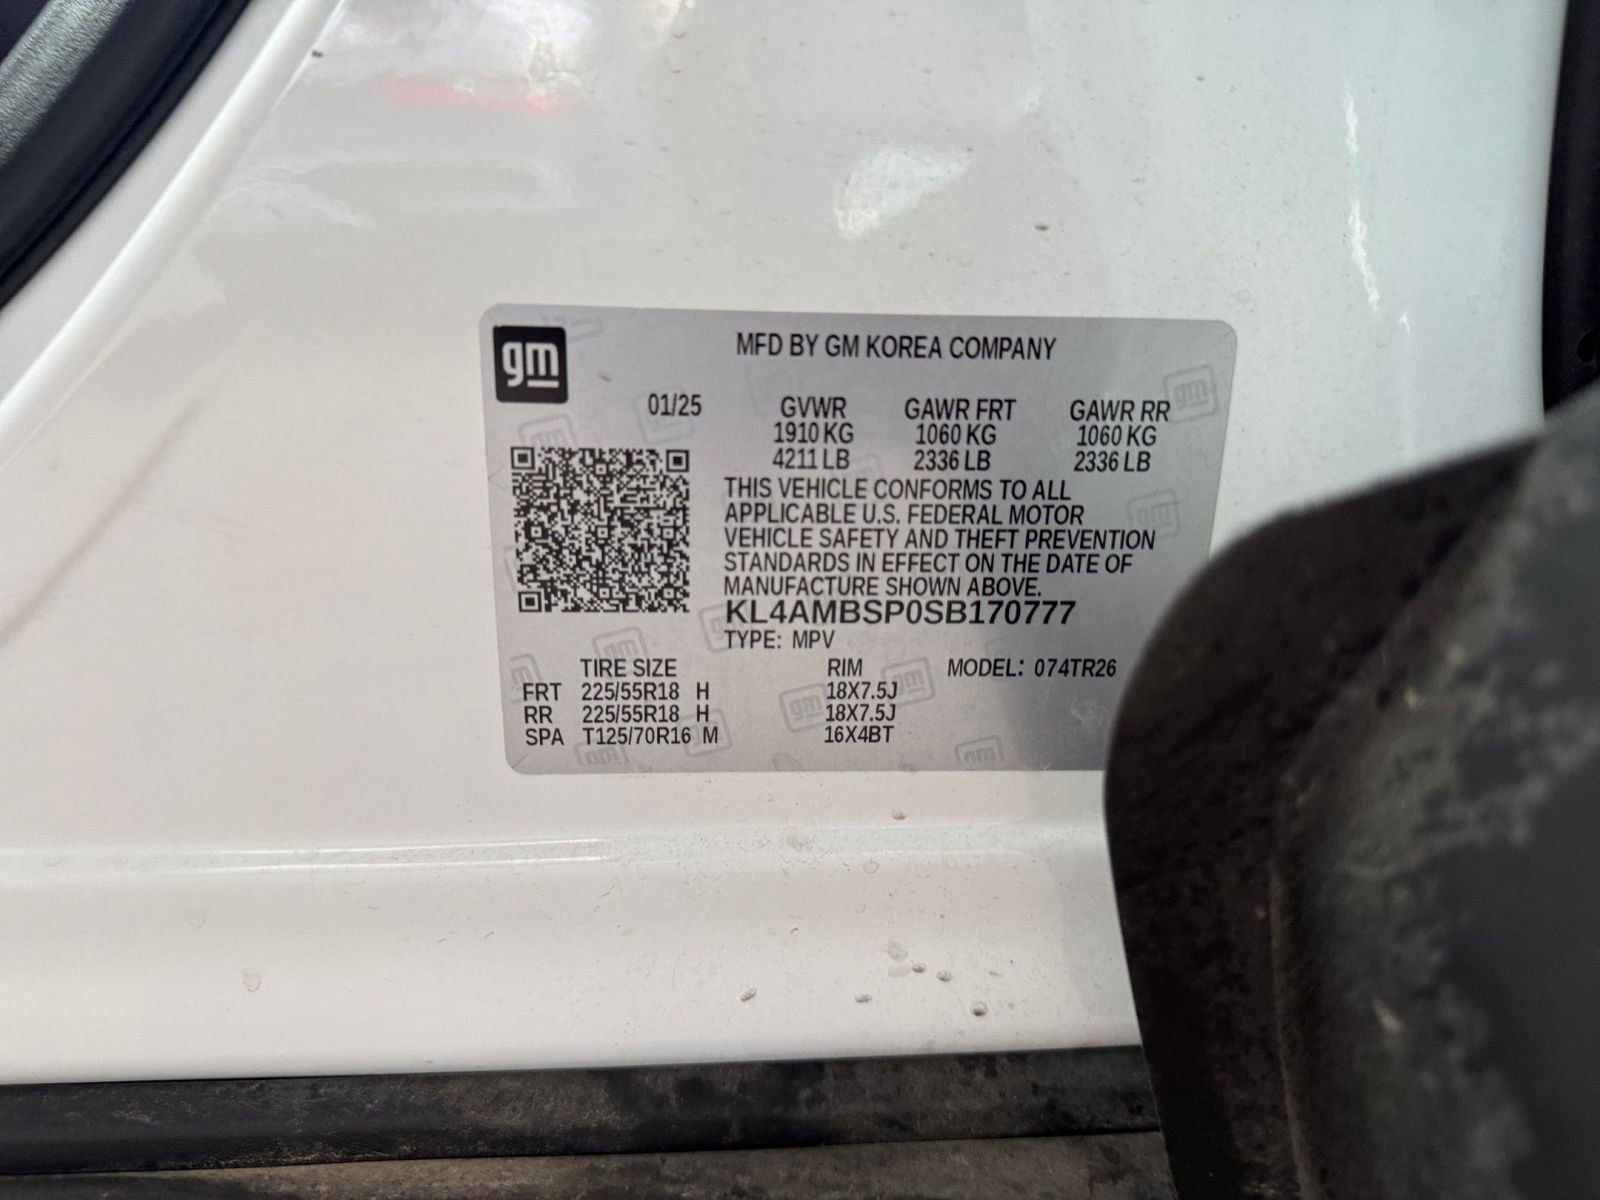 gm
MFD BY GM KOREA COMPANY
01/25 GVWR GAWR FRT GAWR RR
1910 KG 1060 KG 1060 KG
4211 LB 2336 LB 2336 LB
THIS VEHICLE CONFORMS TO ALL
APPLICABLE U.S. FEDERAL MOTOR
VEHICLE SAFETY AND THEFT PREVENTION
STANDARDS IN EFFECT ON THE DATE OF
MANUFACTURE SHOWN ABOVE.
KL4AMBSP0SB170777
TYPE: MPV
TIRE SIZE RIM MODEL: 074TR26
FRT 225/55R18 H 18X7.5J
RR 225/55R18 H 18X7.5J
SPA T125/70R16 M 16X4BT